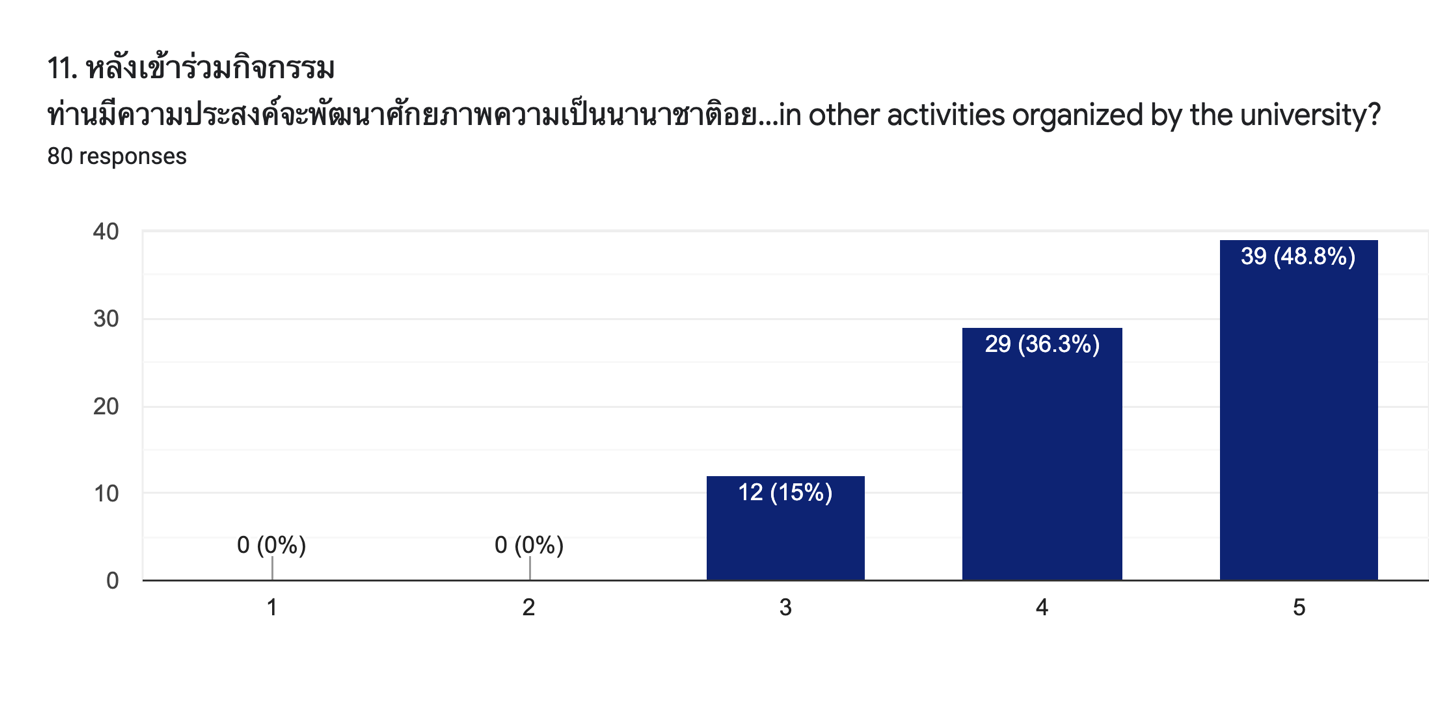 11. หลังเข้าร่วมกิจกรรม
ท่านมีความประสงค์จะพัฒนาศักยภาพความเป็นนานาชาติอย...in other activities organized by the university?
80 responses
40
30
20
10
0
0 (0%)
0 (0%)
12 (15%)
29 (36.3%)
39 (48.8%)
1 2 3 4 5